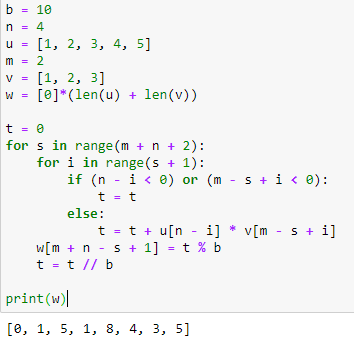 b = 10
n = 4
u = [1, 2, 3, 4, 5]
m = 2
v = [1, 2, 3]
w = [0]*(len(u) + len(v))

t = 0
for s in range(m + n + 2):
    for i in range(s + 1):
        if (n - i < 0) or (m - s + i < 0):
            t = t
        else:
            t = t + u[n - i] * v[m - s + i]
    w[m + n - s + 1] = t % b
    t = t // b

print(w)
[0, 1, 5, 1, 8, 4, 3, 5]